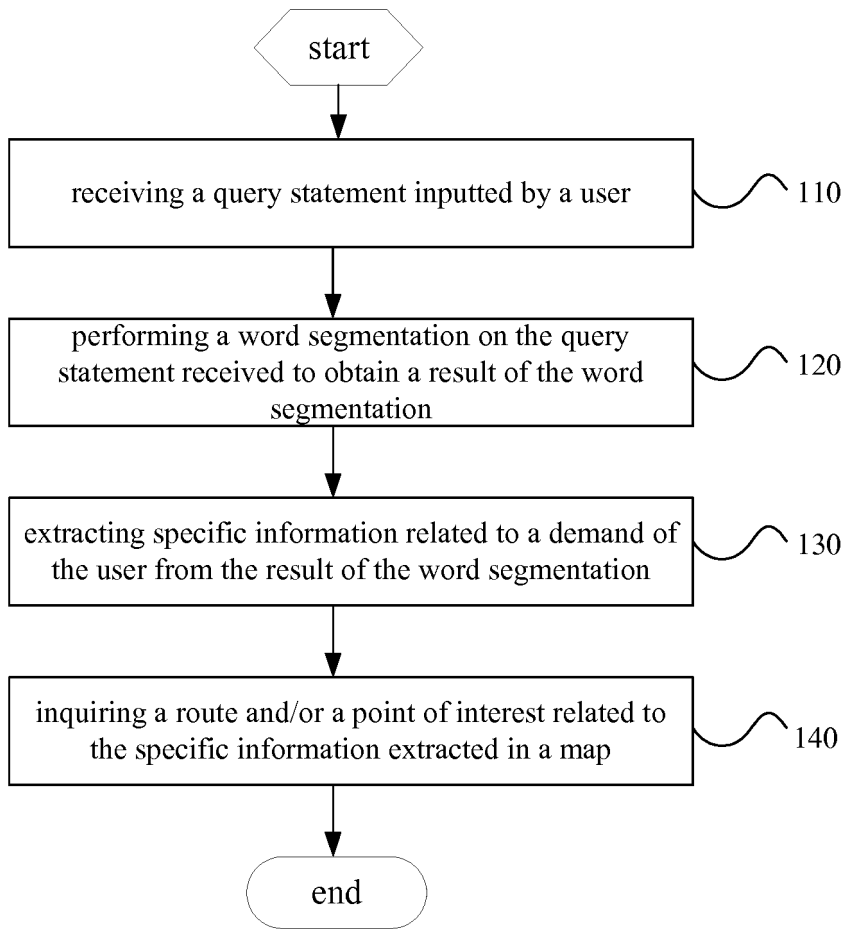 start
receiving a query statement inputted by a user
110
performing a word segmentation on the query
statement received to obtain a result of the word
segmentation
120
extracting specific information related to a demand of
the user from the result of the word segmentation
130
inquiring a route and/or a point of interest related to
the specific information extracted in a map
140
end